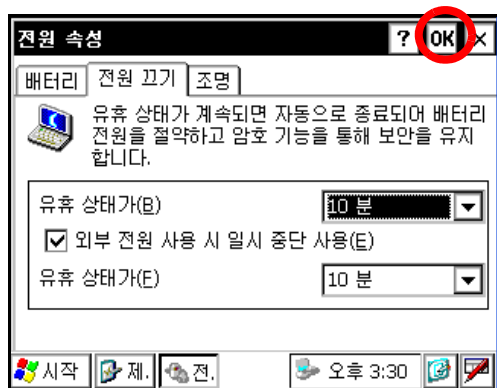 전원 속성 ? OK ×
배터리 전원 끄기 조명
유휴 상태가 계속되면 자동으로 종료되어 배터리
전원을 절약하고 암호 기능을 통해 보안을 유지
합니다.
유휴 상태가(B) 10 분
외부 전원 사용 시 일시 중단 사용(E)
유휴 상태가(E) 10 분
시작 제. 전. 오후 3:30